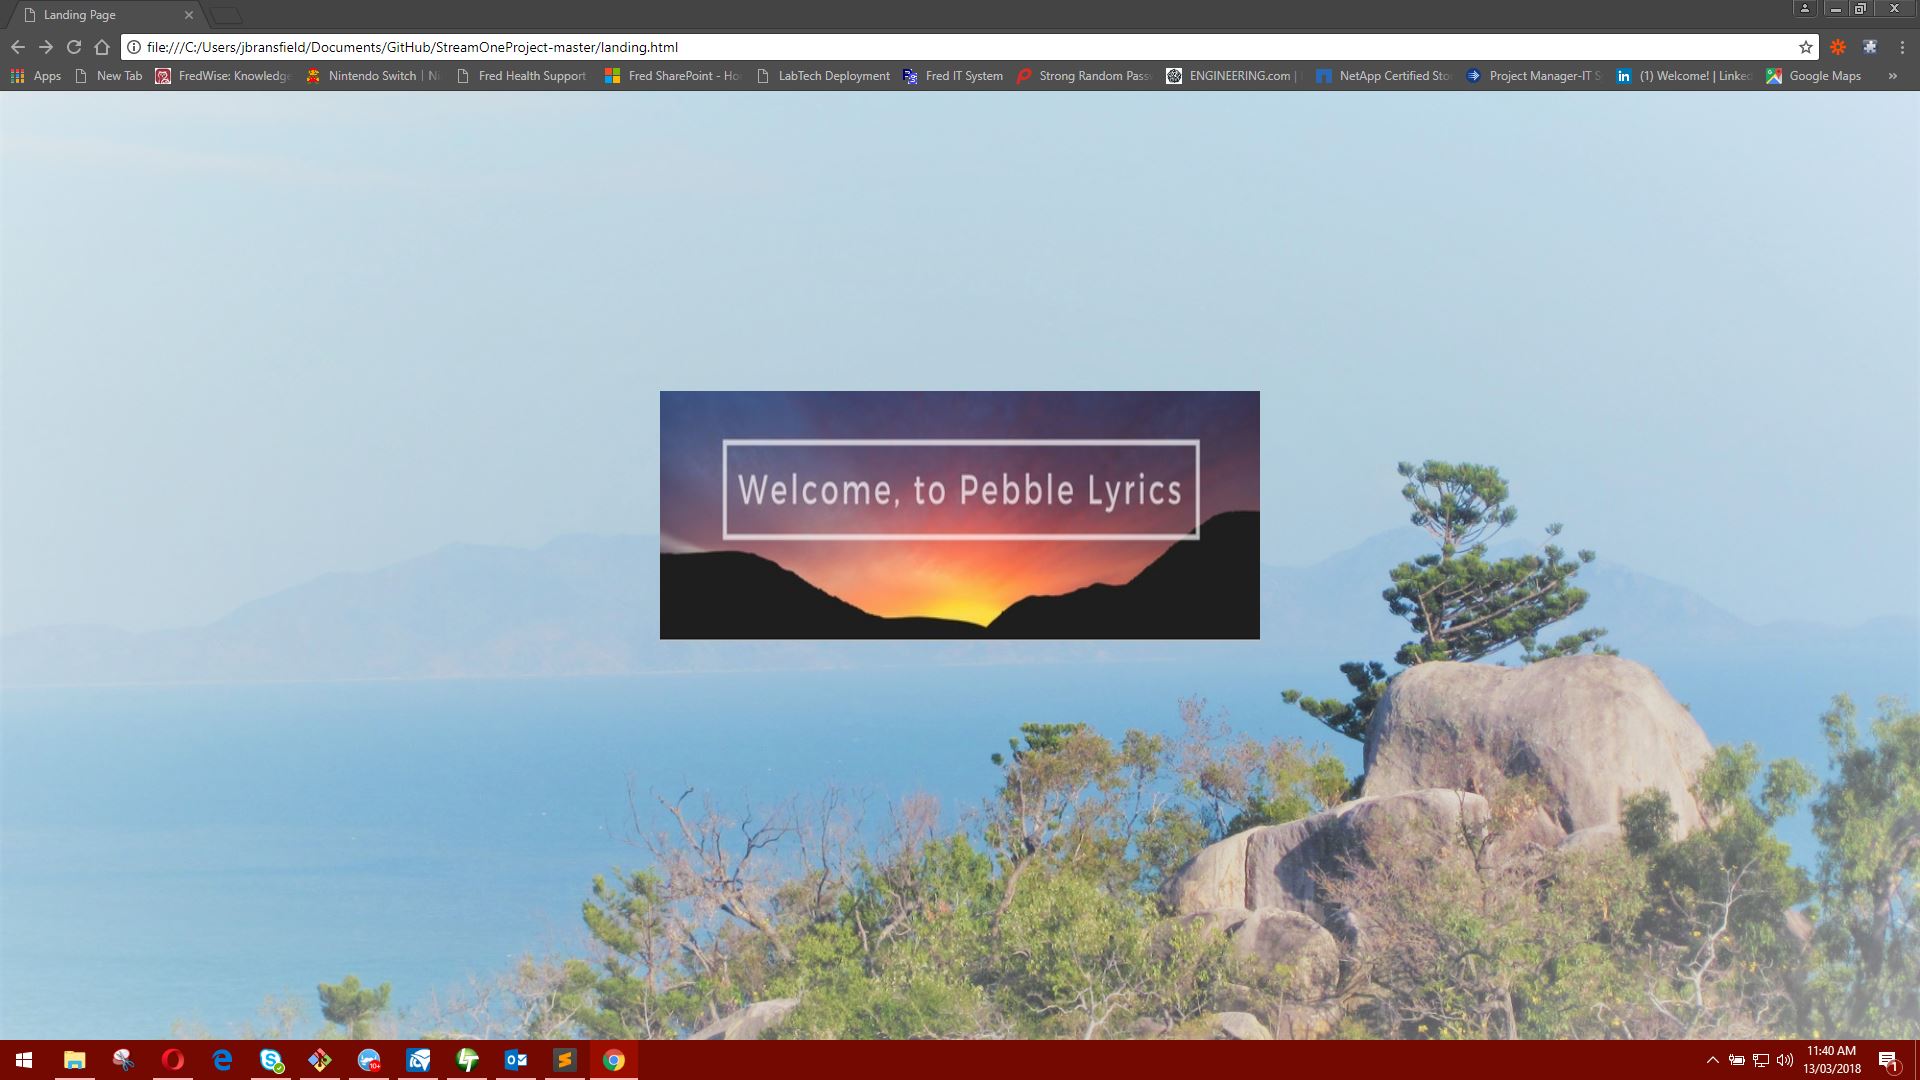 Landing Page
file:///C:/Users/jbransfield/Documents/GitHub/StreamOneProject-master/landing.html
Apps New Tab FredWise: Knowledge Nintendo Switch | Ni Fred Health Support Fred SharePoint - Ho LabTech Deployment Fred IT System Strong Random Passw ENGINEERING.com | NetApp Certified Sto Project Manager-IT S (1) Welcome! | Linked Google Maps »
Welcome, to Pebble Lyrics
11:40 AM
13/03/2018